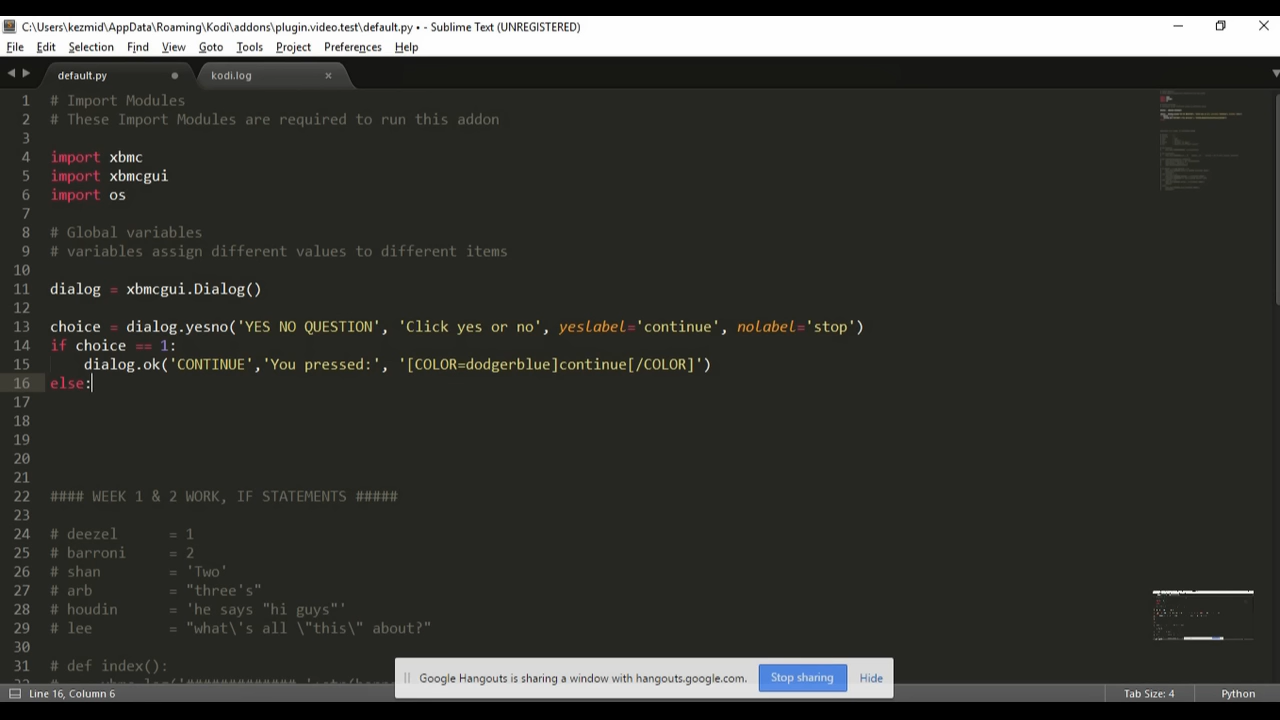 C:\Users\kezmid\AppData\Roaming\Kodi\addons\plugin.video.test\default.py • - Sublime Text (UNREGISTERED)
File Edit Selection Find View Goto Tools Project Preferences Help
default.py kodi.log
1 # Import Modules
2 # These Import Modules are required to run this addon
3
4 import xbmc
5 import xbmcgui
6 import os
7
8 # Global variables
9 # variables assign different values to different items
10
11 dialog = xbmcgui.Dialog()
12
13 choice = dialog.yesno('YES NO QUESTION', 'Click yes or no', yeslabel='continue', nolabel='stop')
14 if choice == 1:
15     dialog.ok('CONTINUE','You pressed:', '[COLOR=dodgerblue]continue[/COLOR]')
16 else:
17
18
19
20
21
22 #### WEEK 1 & 2 WORK, IF STATEMENTS #####
23
24 # deezel      = 1
25 # barroni     = 2
26 # shan        = 'Two'
27 # arb         = "three's"
28 # houdin      = 'he says "hi guys"'
29 # lee         = "what\'s all \"this\" about?"
30
31 # def index():
Google Hangouts is sharing a window with hangouts.google.com. Stop sharing Hide
Line 16, Column 6 Tab Size: 4 Python